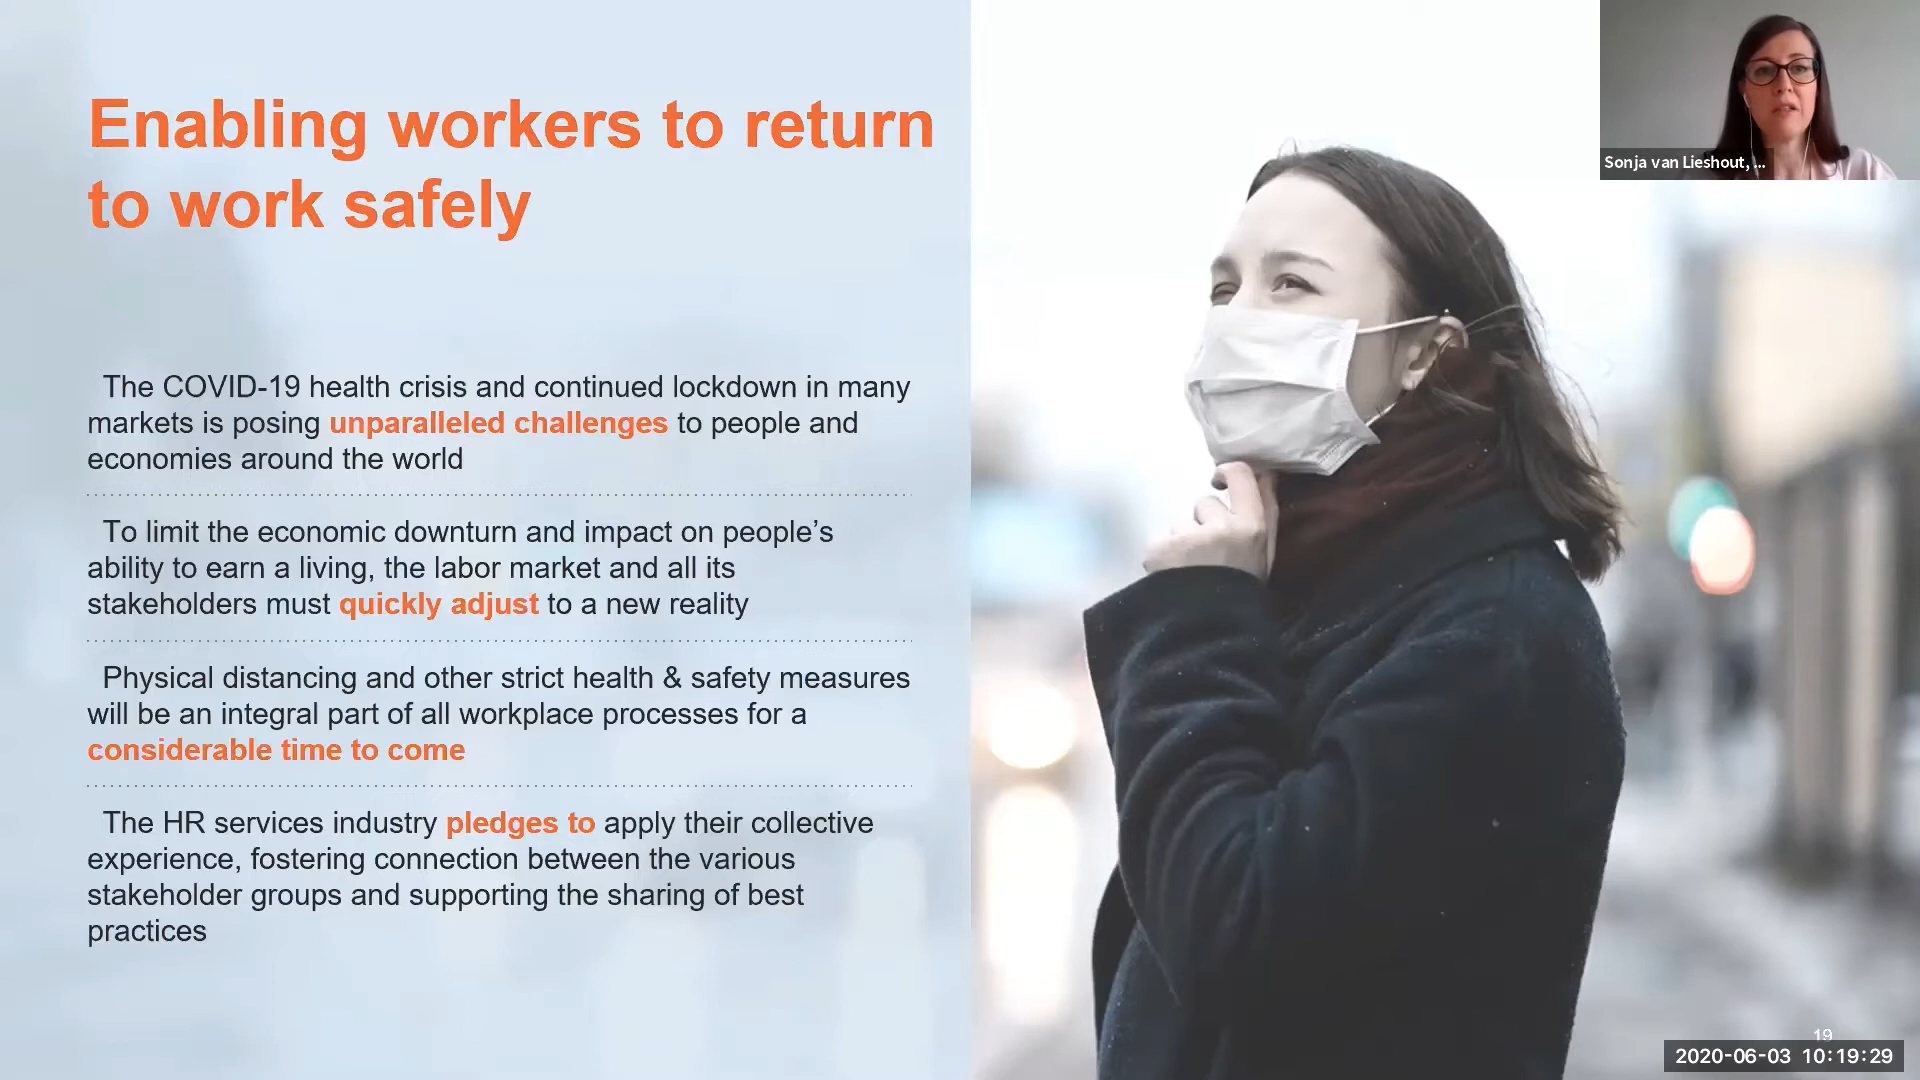 Enabling workers to return
to work safely
The COVID-19 health crisis and continued lockdown in many
markets is posing unparalleled challenges to people and
economies around the world
To limit the economic downturn and impact on people’s
ability to earn a living, the labor market and all its
stakeholders must quickly adjust to a new reality
Physical distancing and other strict health & safety measures
will be an integral part of all workplace processes for a
considerable time to come
The HR services industry pledges to apply their collective
experience, fostering connection between the various
stakeholder groups and supporting the sharing of best
practices
Sonja van Lieshout, ...
19
2020-06-03 10:19:29